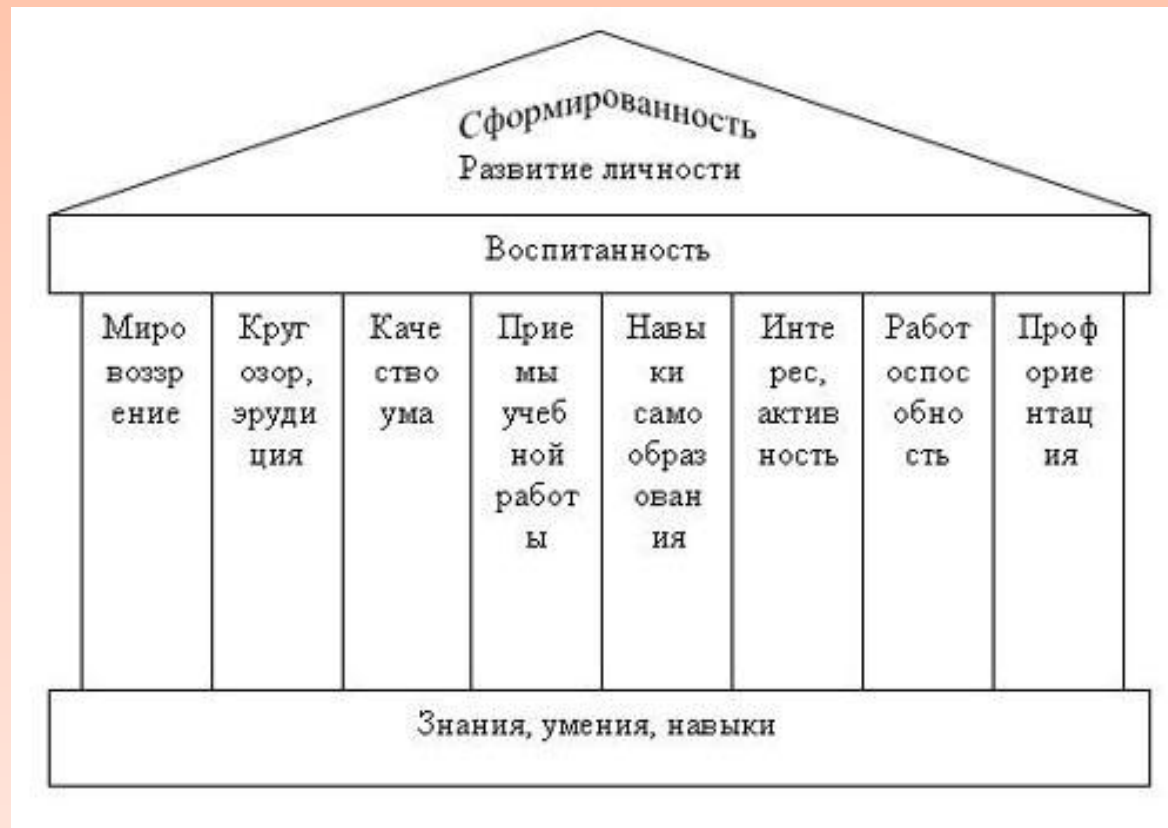 Сформированность
Развитие личности
Воспитанность
Миро
воззр
ение
Круг
озор,
эруди
ция
Каче
ство
ума
Прие
мы
учеб
ной
работ
ы
Навы
ки
само
образ
ован
ия
Инте
рес,
актив
ность
Работ
оспос
обно
сть
Проф
орие
нтац
ия
Знания, умения, навыки